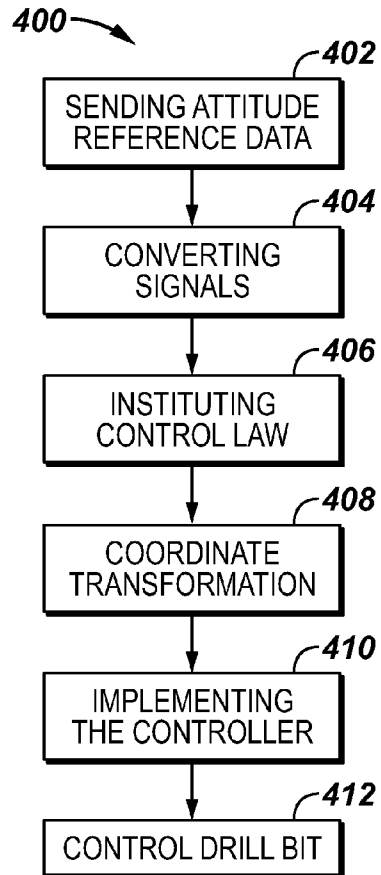 400
402
SENDING ATTITUDE
REFERENCE DATA
404
CONVERTING
SIGNALS
406
INSTITUTING
CONTROL LAW
408
COORDINATE
TRANSFORMATION
410
IMPLEMENTING
THE CONTROLLER
412
CONTROL DRILL BIT